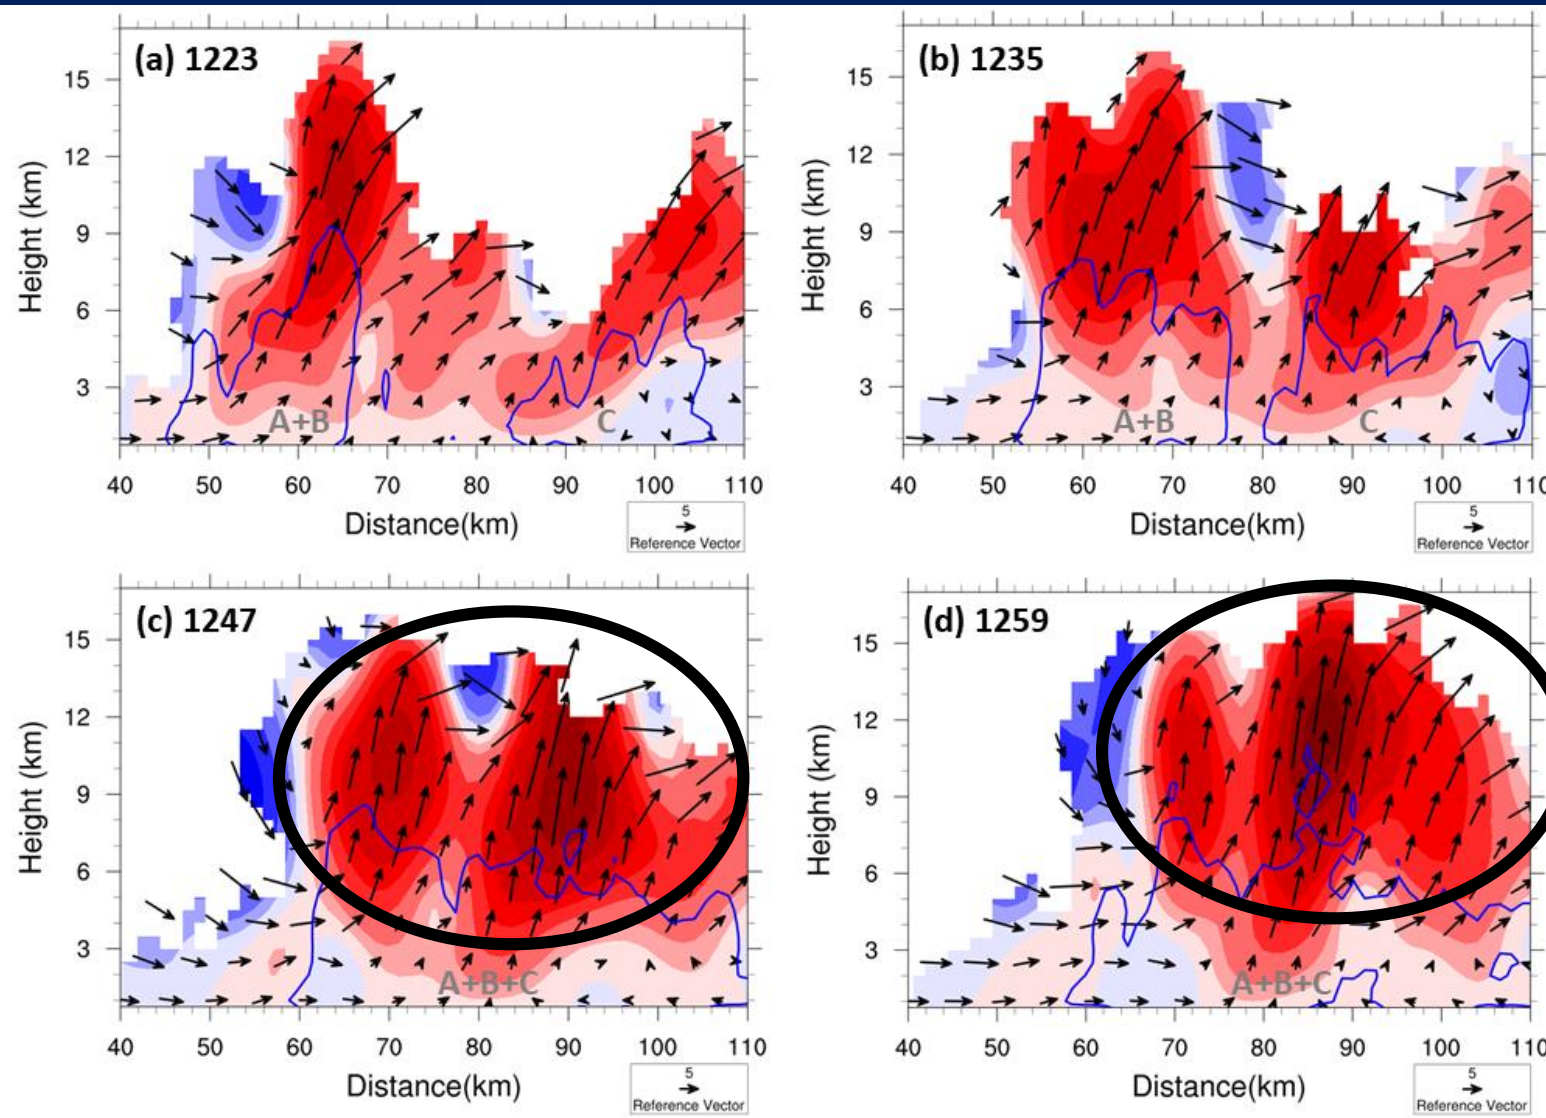 (a) 1223
15
12
9
6
3
Height (km)
A+B
C
40 50 60 70 80 90 100 110
Distance(km)
5
Reference Vector
(b) 1235
15
12
9
6
3
Height (km)
A+B
C
40 50 60 70 80 90 100 110
Distance(km)
5
Reference Vector
(c) 1247
15
12
9
6
3
Height (km)
A+B+C
40 50 60 70 80 90 100 110
Distance(km)
5
Reference Vector
(d) 1259
15
12
9
6
3
Height (km)
A+B+C
40 50 60 70 80 90 100 110
Distance(km)
5
Reference Vector